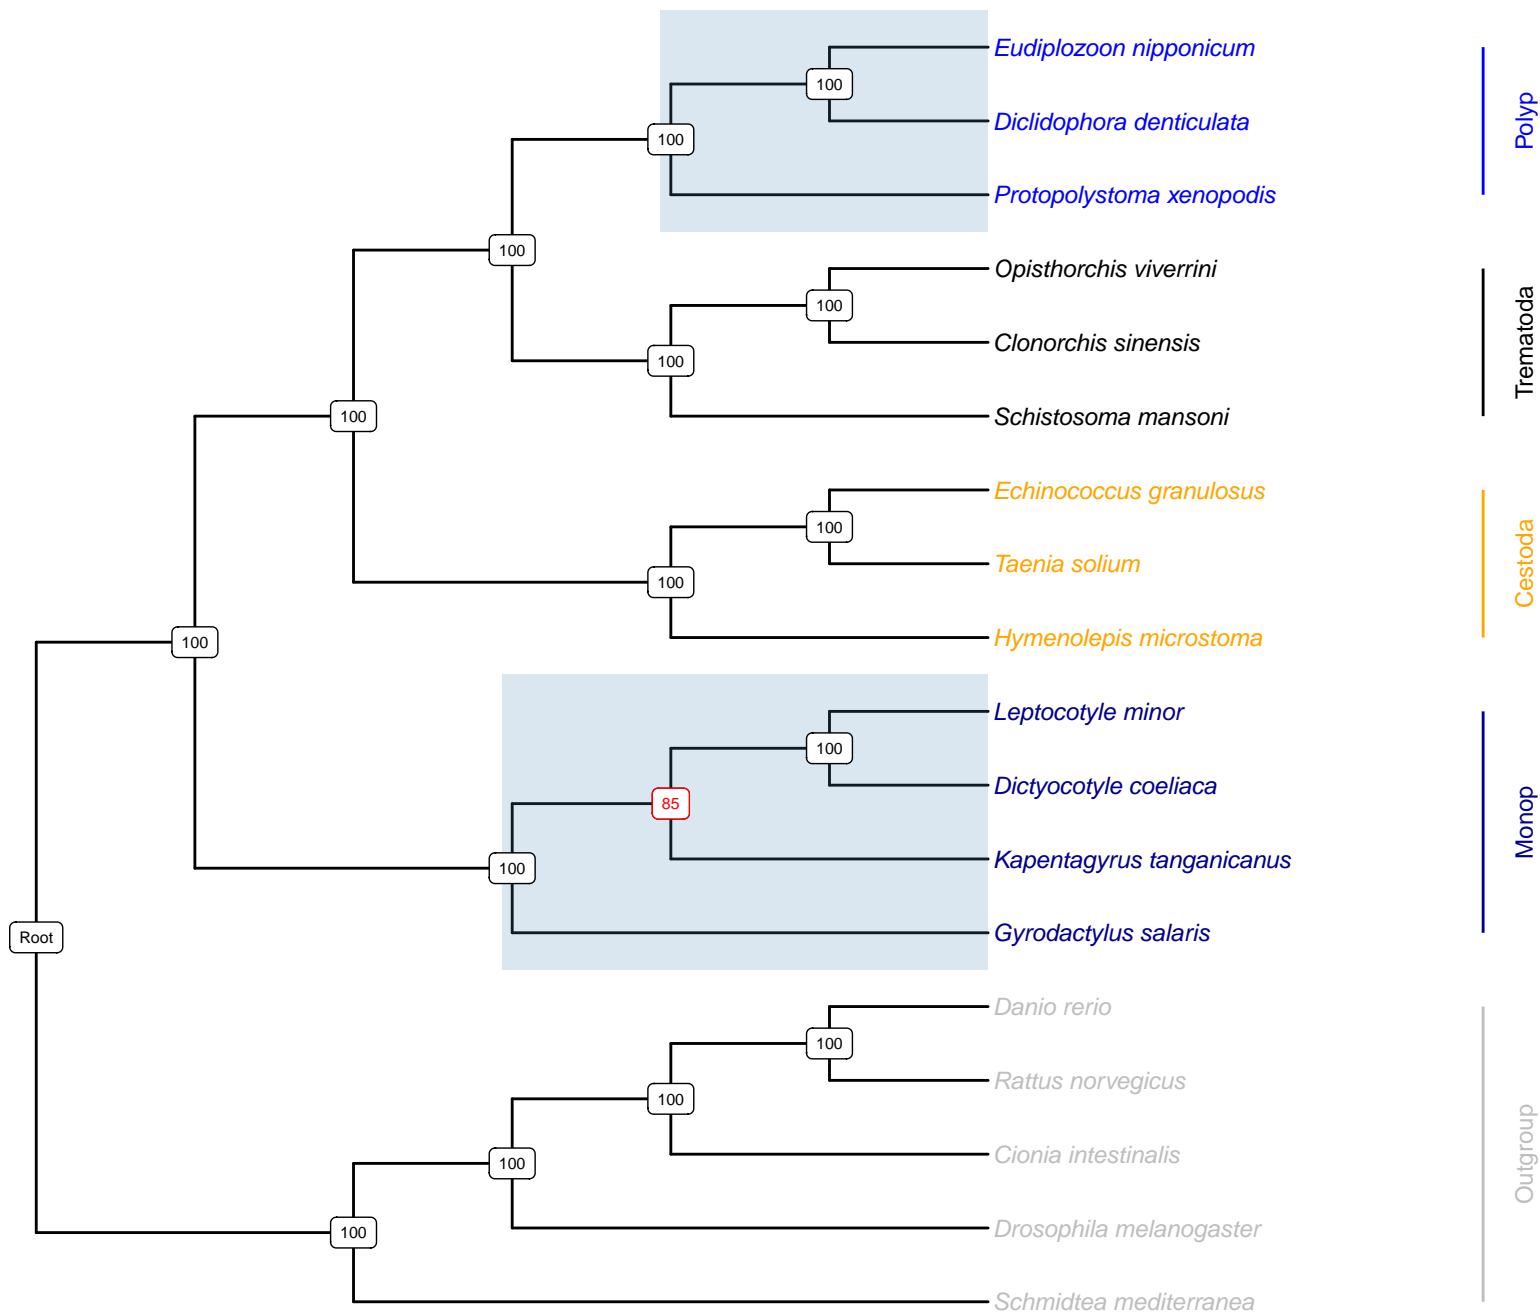 Eudiplozoon nipponicum
100
Diclidophora denticulata
100
Protopolystoma xenopodis
Polyp
100
Opisthorchis viverrini
100
Clonorchis sinensis
100
Schistosoma mansoni
Trematoda
100
Echinococcus granulosus
100
Taenia solium
100
Hymenolepis microstoma
Cestoda
100
Leptocotyle minor
100
Dictyocotyle coeliaca
85
Kapentagyrus tanganicanus
100
Gyrodactylus salaris
Monop
Root
Danio rerio
100
Rattus norvegicus
100
Cionia intestinalis
100
Drosophila melanogaster
100
Schmidtea mediterranea
Outgroup